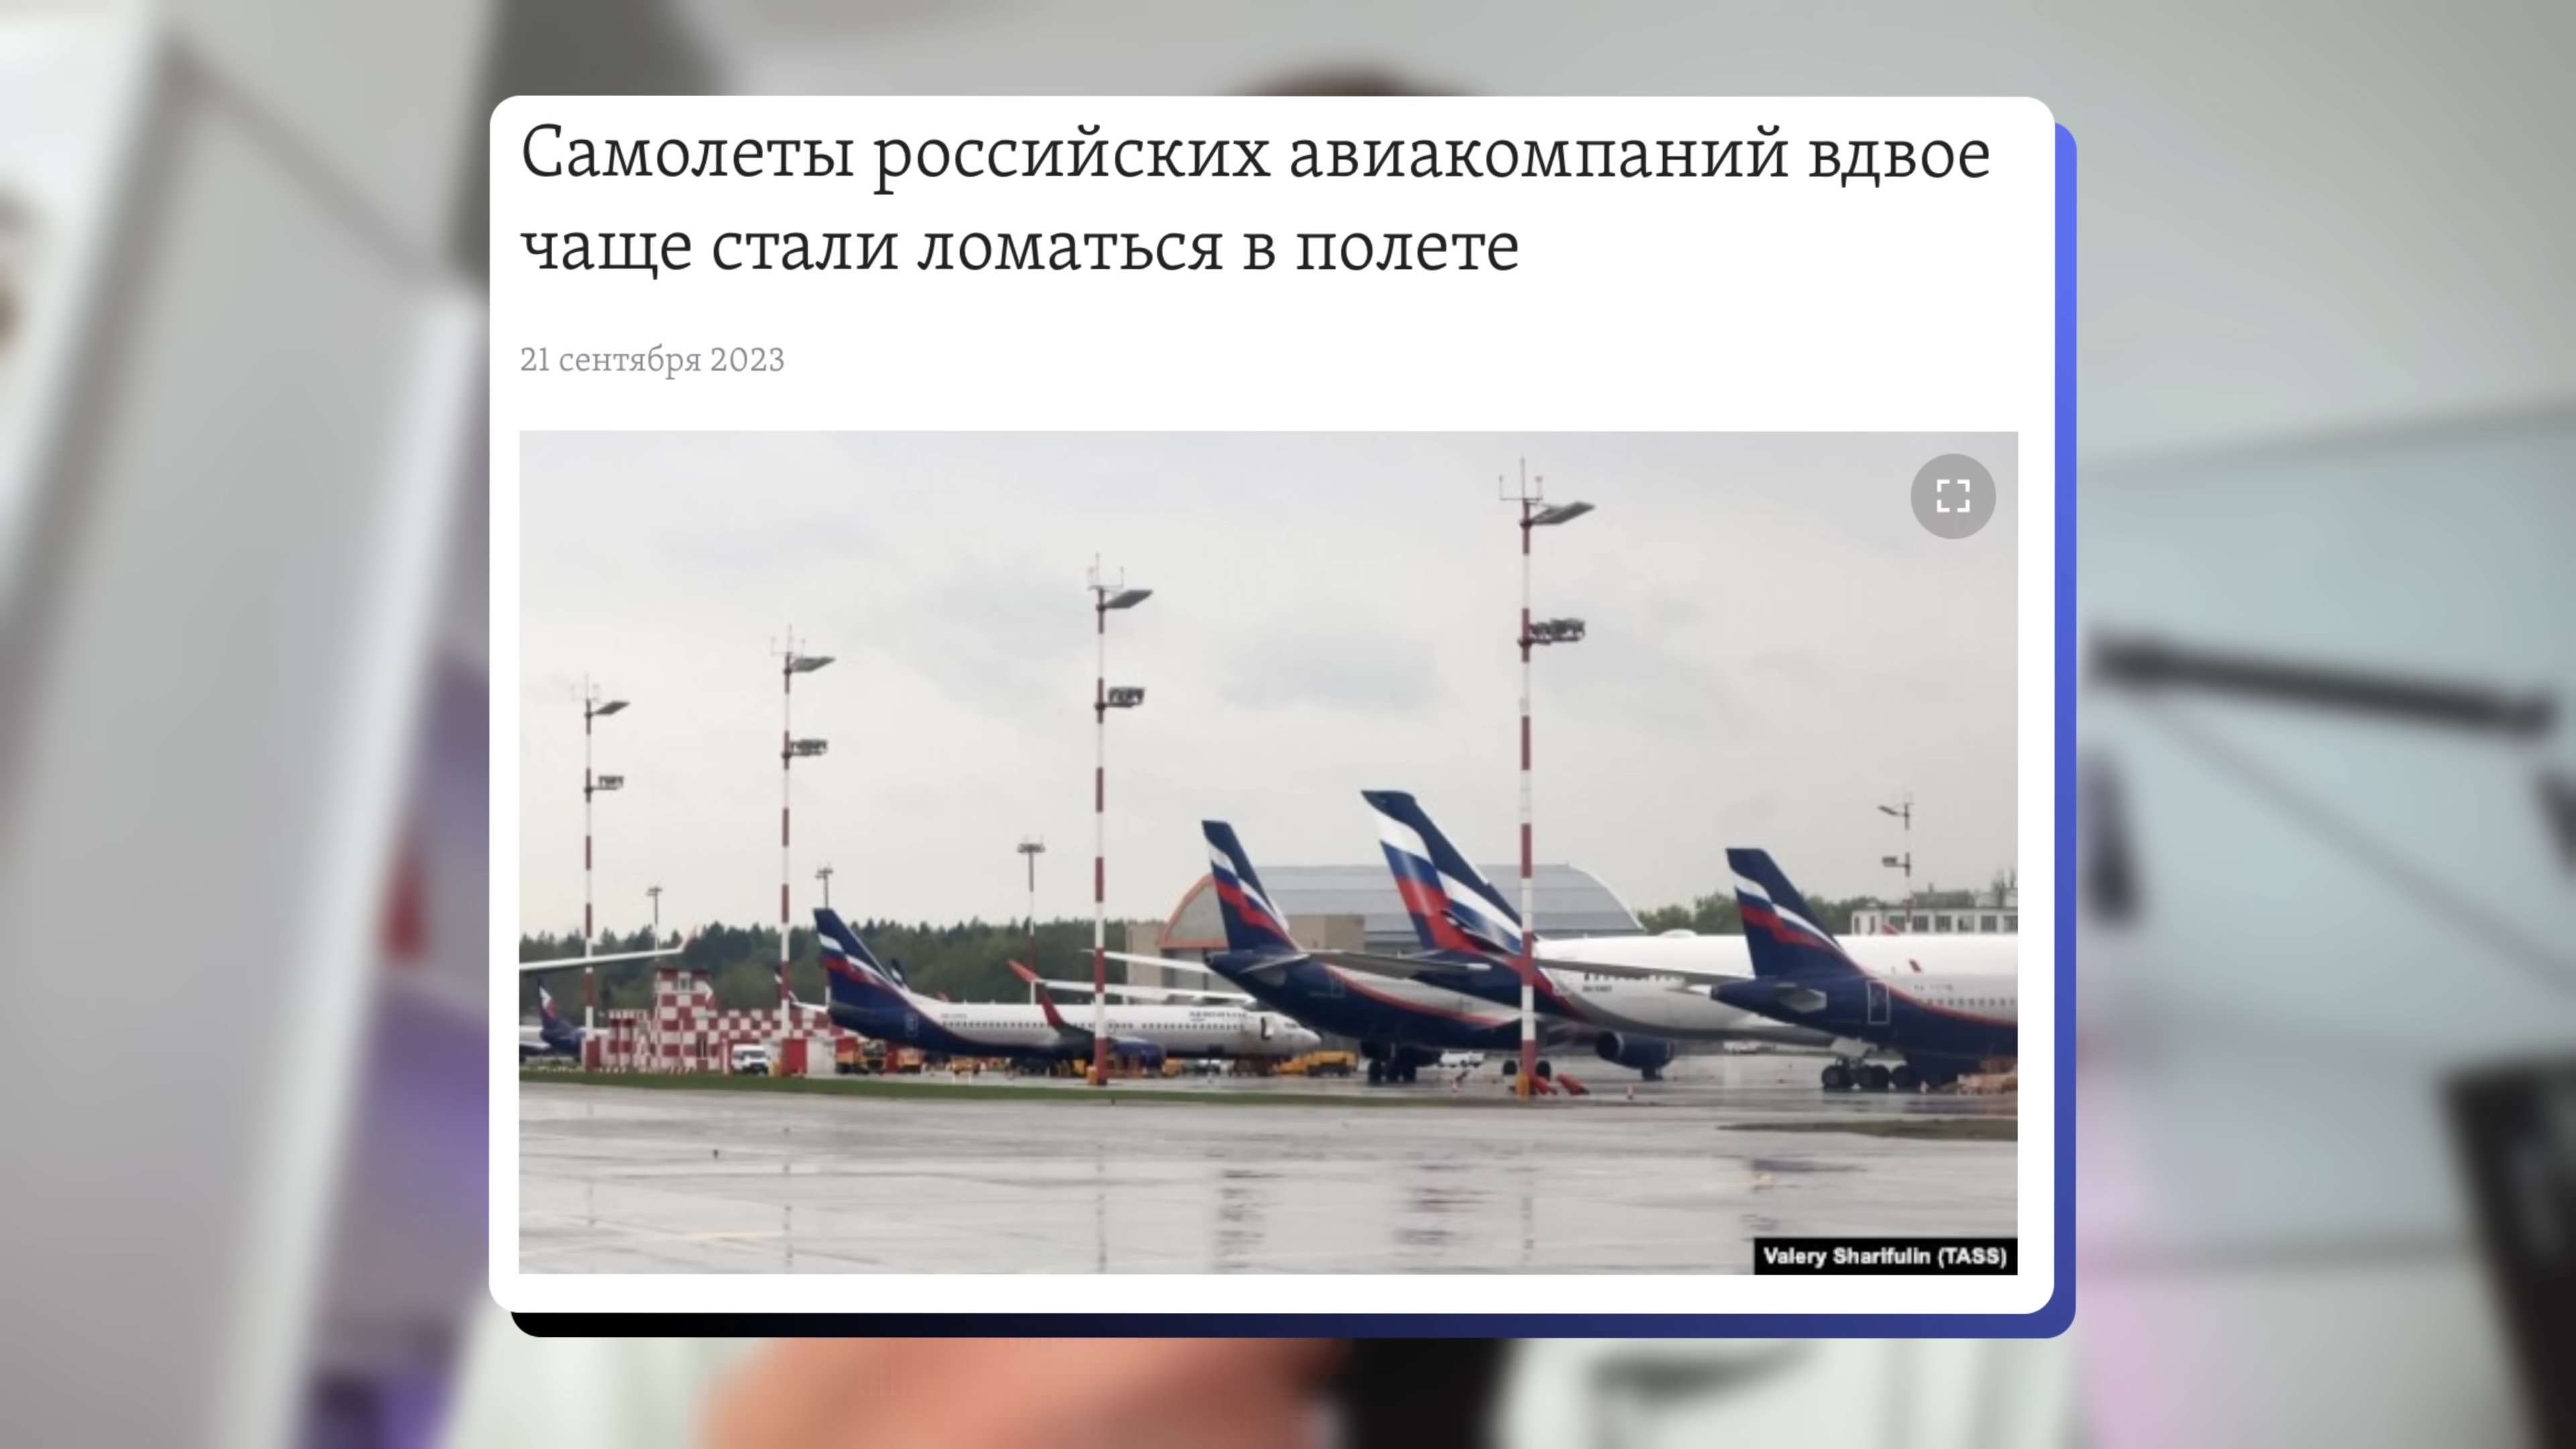 Самолеты российских авиакомпаний вдвое
чаще стали ломаться в полете
21 сентября 2023
Valery Sharifulin (TASS)